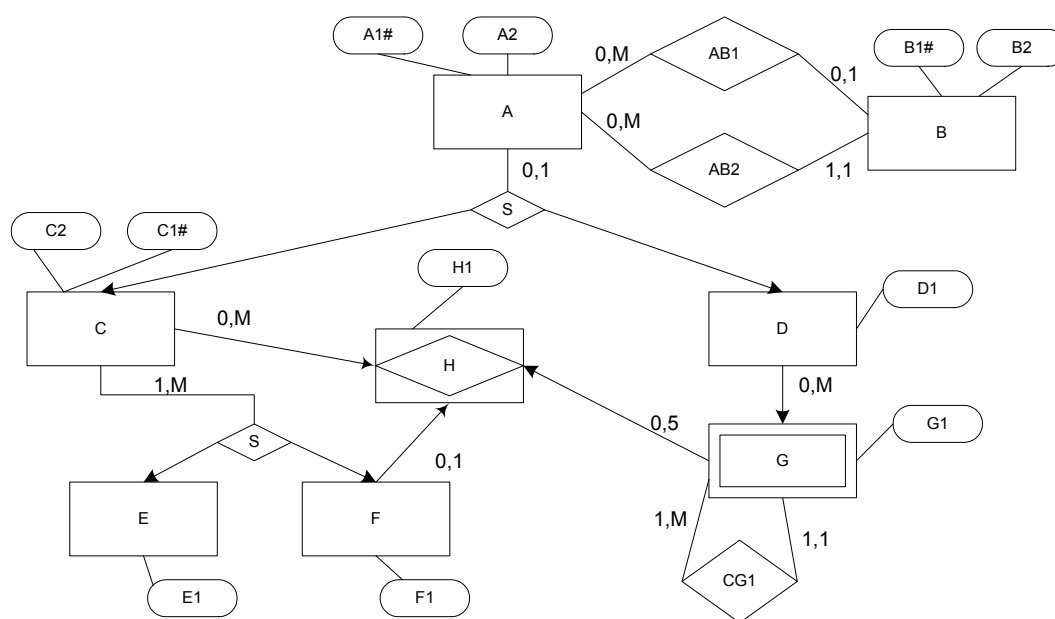 A1#
A2
B1#
B2
AB1
0,M
0,1
A
B
0,M
AB2
1,1
0,1
S
C2
C1#
H1
D1
C
0,M
D
H
1,M
0,M
0,5
G1
S
G
0,1
E
F
1,M
1,1
CG1
E1
F1